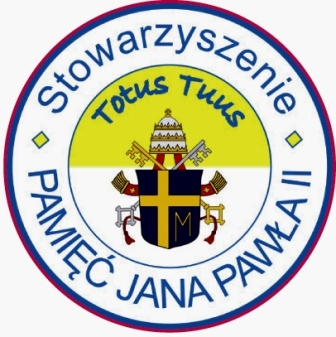 Stowarzyszenie
Totus Tuus
M
PAMIĘĆ JANA PAWŁA II